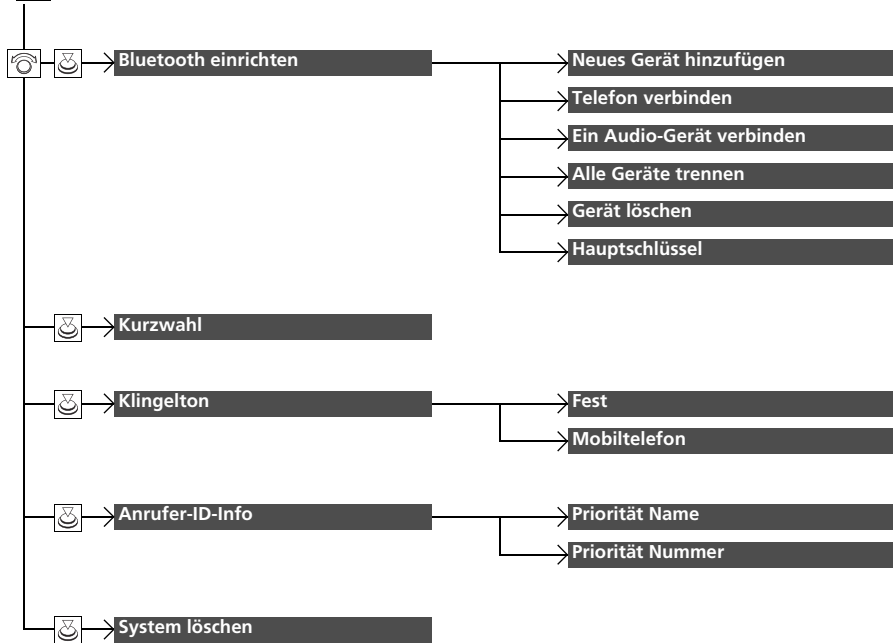 Bluetooth einrichten
Neues Gerät hinzufügen
Telefon verbinden
Ein Audio-Gerät verbinden
Alle Geräte trennen
Gerät löschen
Hauptschlüssel
Kurzwahl
Klingelton
Fest
Mobiltelefon
Anrufer-ID-Info
Priorität Name
Priorität Nummer
System löschen